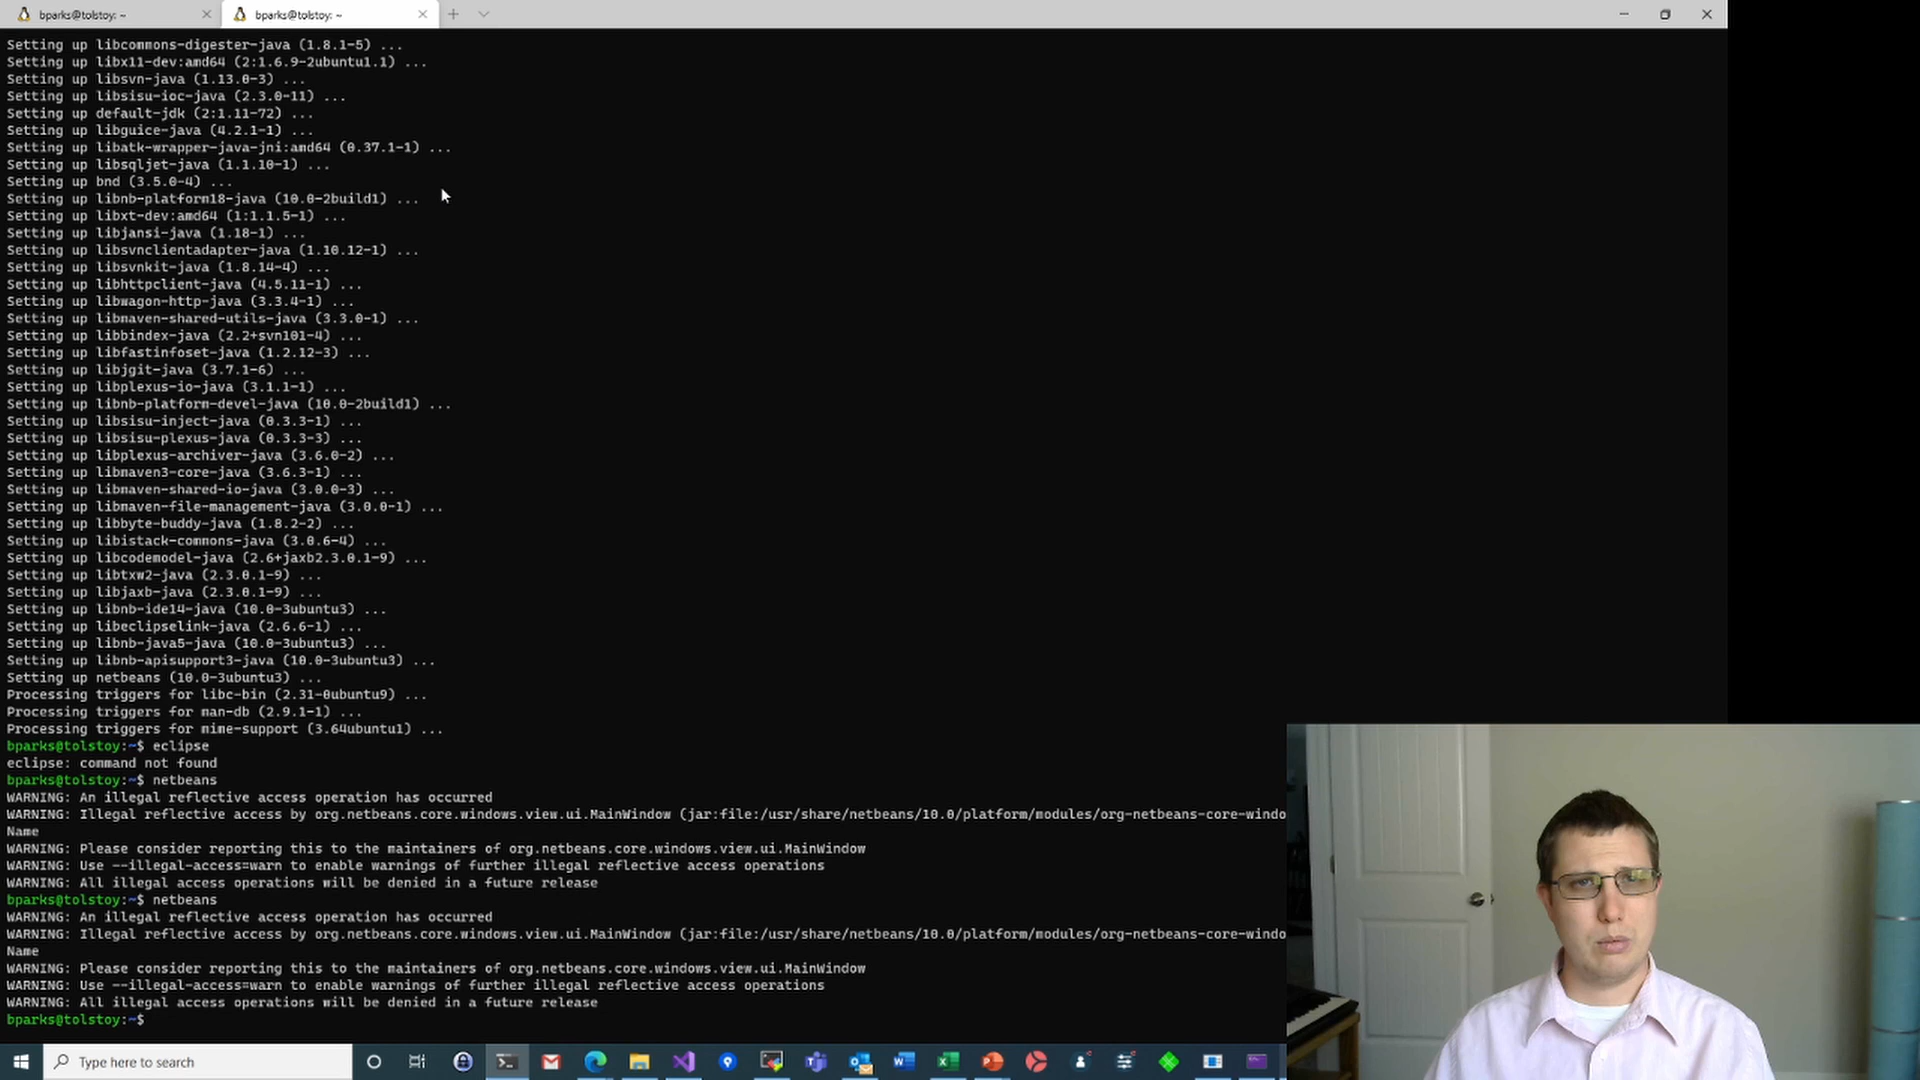 bparks@tolstoy: ~
bparks@tolstoy: ~
Setting up libcommons-digester-java (1.8.1-5) ...
Setting up libx11-dev:amd64 (2:1.6.9-2ubuntu1.1) ...
Setting up libsvn-java (1.13.0-3) ...
Setting up libsisu-ioc-java (2.3.0-11) ...
Setting up default-jdk (2:1.11-72) ...
Setting up libguice-java (4.2.1-1) ...
Setting up libatk-wrapper-java-jni:amd64 (0.37.1-1) ...
Setting up libsqljet-java (1.1.10-1) ...
Setting up bnd (3.5.0-4) ...
Setting up libnb-platform18-java (10.0-2build1) ...
Setting up libxt-dev:amd64 (1:1.1.5-1) ...
Setting up libjansi-java (1.18-1) ...
Setting up libsvnclientadapter-java (1.10.12-1) ...
Setting up libsvnkit-java (1.8.14-4) ...
Setting up libhttpclient-java (4.5.11-1) ...
Setting up libwagon-http-java (3.3.4-1) ...
Setting up libmaven-shared-utils-java (3.3.0-1) ...
Setting up libbindex-java (2.2+svn101-4) ...
Setting up libfastinfoset-java (1.2.12-3) ...
Setting up libjgit-java (3.7.1-6) ...
Setting up libplexus-io-java (3.1.1-1) ...
Setting up libnb-platform-devel-java (10.0-2build1) ...
Setting up libsisu-inject-java (0.3.3-1) ...
Setting up libsisu-plexus-java (0.3.3-3) ...
Setting up libplexus-archiver-java (3.6.0-2) ...
Setting up libmaven3-core-java (3.6.3-1) ...
Setting up libmaven-shared-io-java (3.0.0-3) ...
Setting up libmaven-file-management-java (3.0.0-1) ...
Setting up libbyte-buddy-java (1.8.2-2) ...
Setting up libistack-commons-java (3.0.6-4) ...
Setting up libcodemodel-java (2.6+jaxb2.3.0.1-9) ...
Setting up libtxw2-java (2.3.0.1-9) ...
Setting up libjaxb-java (2.3.0.1-9) ...
Setting up libnb-ide14-java (10.0-3ubuntu3) ...
Setting up libeclipselink-java (2.6.6-1) ...
Setting up libnb-java5-java (10.0-3ubuntu3) ...
Setting up libnb-apisupport3-java (10.0-3ubuntu3) ...
Setting up netbeans (10.0-3ubuntu3) ...
Processing triggers for libc-bin (2.31-0ubuntu9) ...
Processing triggers for man-db (2.9.1-1) ...
Processing triggers for mime-support (3.64ubuntu1) ...
bparks@tolstoy:~$ eclipse
eclipse: command not found
bparks@tolstoy:~$ netbeans
WARNING: An illegal reflective access operation has occurred
WARNING: Illegal reflective access by org.netbeans.core.windows.view.ui.MainWindow (jar:file:/usr/share/netbeans/10.0/platform/modules/org-netbeans-core-windo
Name
WARNING: Please consider reporting this to the maintainers of org.netbeans.core.windows.view.ui.MainWindow
WARNING: Use --illegal-access=warn to enable warnings of further illegal reflective access operations
WARNING: All illegal access operations will be denied in a future release
bparks@tolstoy:~$ netbeans
WARNING: An illegal reflective access operation has occurred
WARNING: Illegal reflective access by org.netbeans.core.windows.view.ui.MainWindow (jar:file:/usr/share/netbeans/10.0/platform/modules/org-netbeans-core-windo
Name
WARNING: Please consider reporting this to the maintainers of org.netbeans.core.windows.view.ui.MainWindow
WARNING: Use --illegal-access=warn to enable warnings of further illegal reflective access operations
WARNING: All illegal access operations will be denied in a future release
bparks@tolstoy:~$
Type here to search